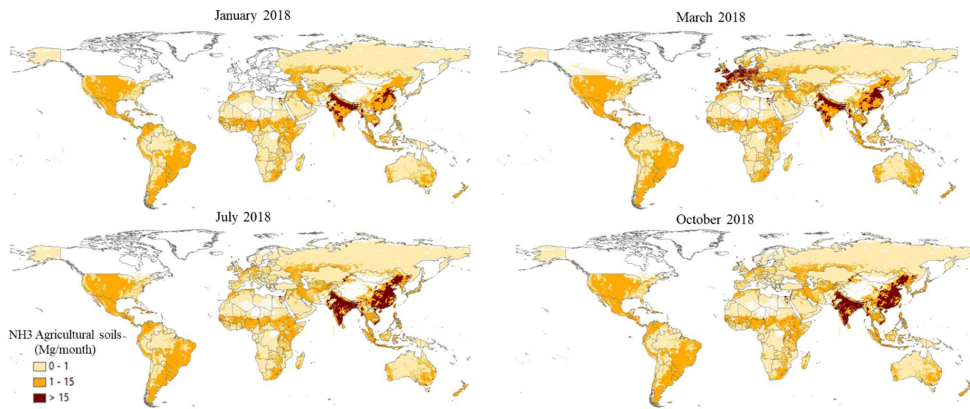 January 2018
March 2018
July 2018
October 2018
NH3 Agricultural soils
(Mg/month)
0 - 1
1 - 15
> 15